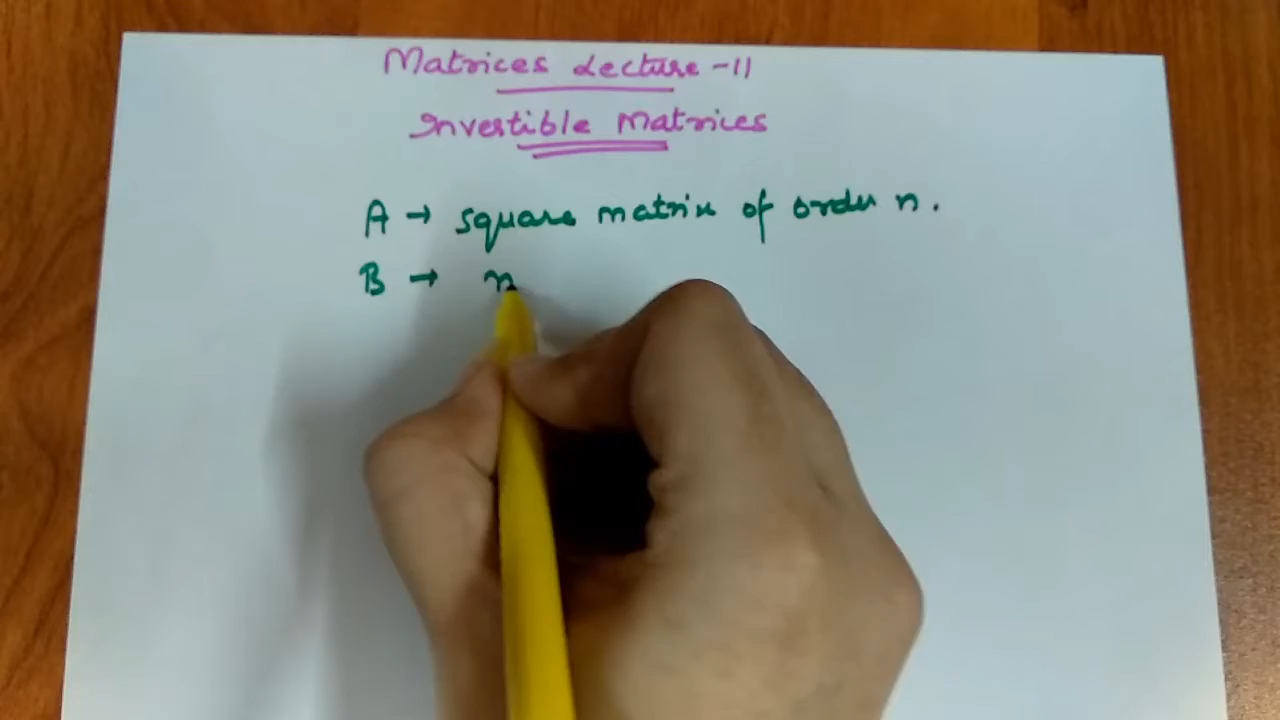 Matrices Lecture -11
Invertible Matrices
A → square matrix of order n.
B → n